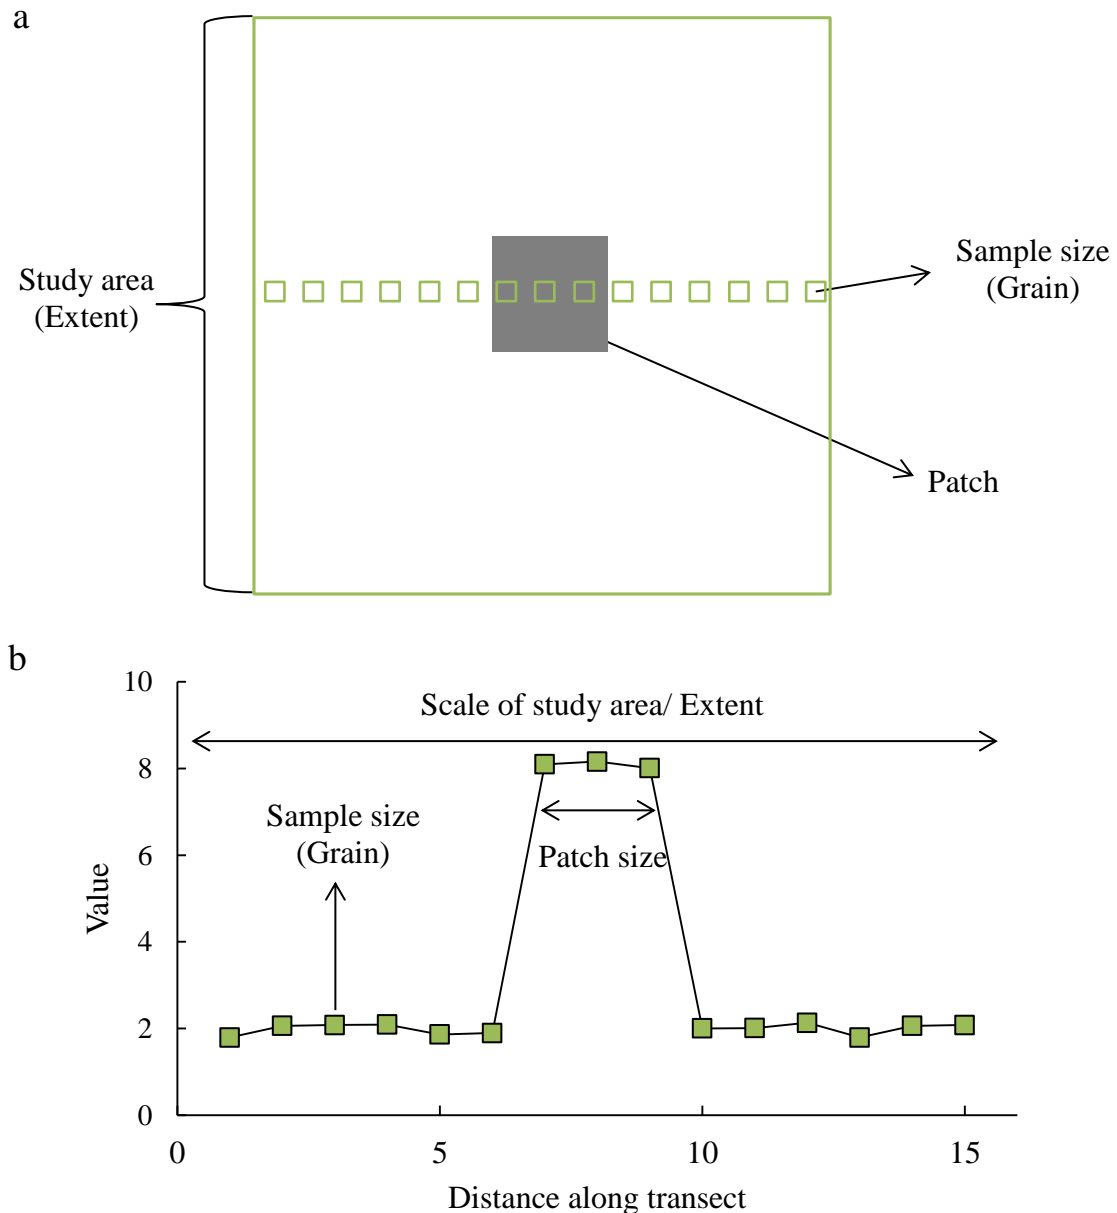 a
Study area
(Extent)
Sample size
(Grain)
Patch
b
10
8
6
4
2
0
Value
Scale of study area/ Extent
Sample size
(Grain)
Patch size
0
5
10
15
Distance along transect